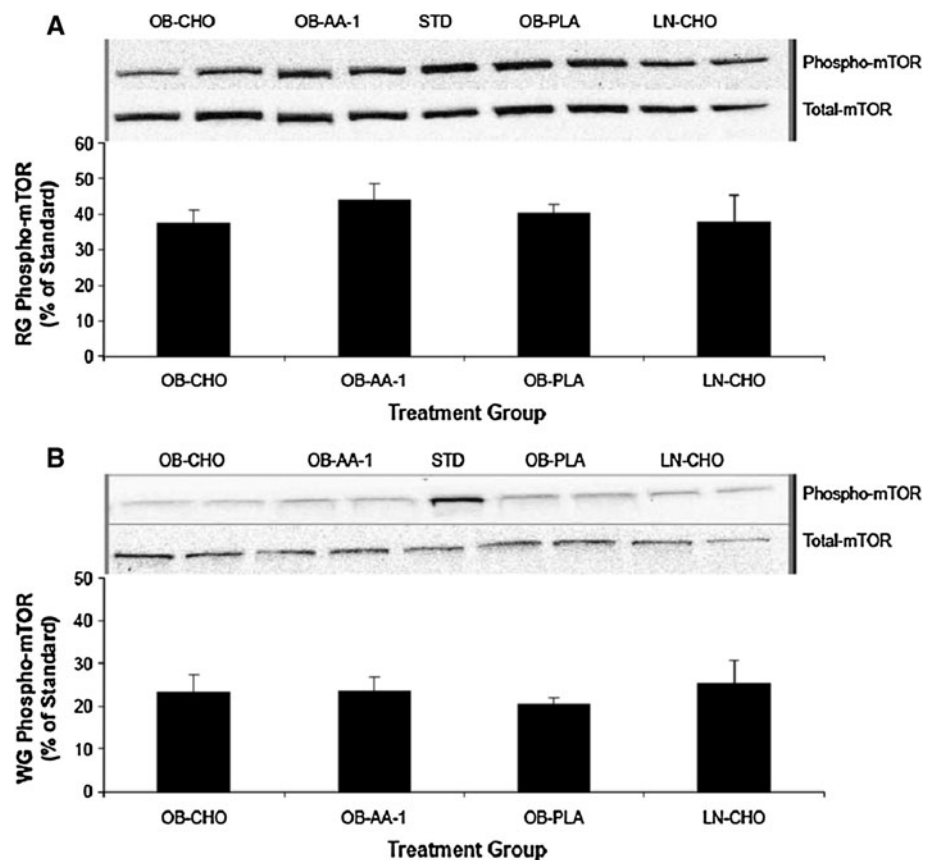 A
OB-CHO OB-AA-1 STD OB-PLA LN-CHO
Phospho-mTOR
Total-mTOR
RG Phospho-mTOR
(% of Standard)
60
50
40
30
20
10
0
OB-CHO OB-AA-1 OB-PLA LN-CHO
Treatment Group
B
OB-CHO OB-AA-1 STD OB-PLA LN-CHO
Phospho-mTOR
Total-mTOR
WG Phospho-mTOR
(% of Standard)
50
40
30
20
10
0
OB-CHO OB-AA-1 OB-PLA LN-CHO
Treatment Group